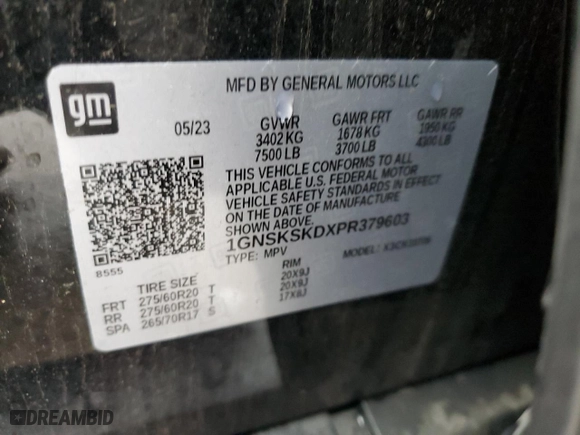 gm
MFD BY GENERAL MOTORS LLC
05/23 GVWR GAWR FRT GAWR RR
3402 KG 1678 KG 1950 KG
7500 LB 3700 LB 4300 LB
THIS VEHICLE CONFORMS TO ALL
APPLICABLE U.S. FEDERAL MOTOR
VEHICLE SAFETY STANDARDS IN EFFECT
ON THE DATE OF MANUFACTURE
SHOWN ABOVE.
1GNSKSKDXPR379603
TYPE: MPV MODEL:
8555
TIRE SIZE RIM
FRT 275/60R20 T 20X9J
RR 275/60R20 T 20X9J
SPA 265/70R17 S 17X8J
DREAMBID